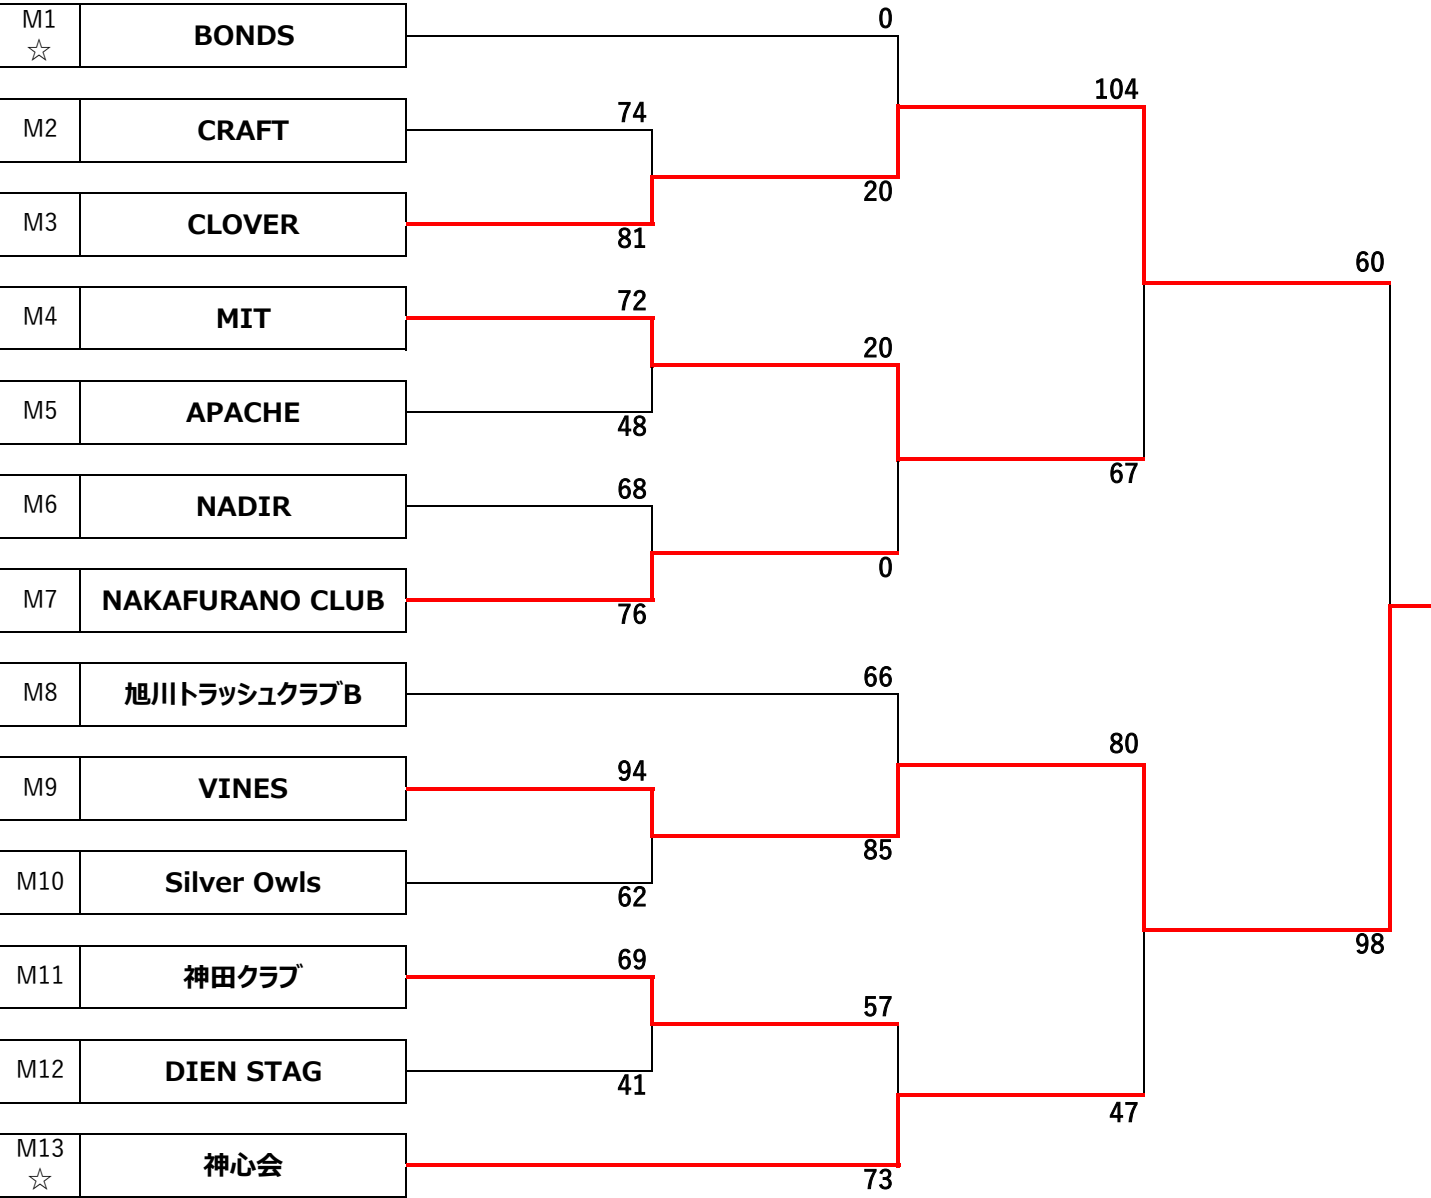 M1
☆
BONDS
0
104
M2
CRAFT
74
20
M3
CLOVER
81
60
M4
MIT
72
20
M5
APACHE
48
67
M6
NADIR
68
0
M7
NAKAFURANO CLUB
76
M8
旭川トラッシュクラブB
66
80
M9
VINES
94
85
M10
Silver Owls
62
98
M11
神田クラブ
69
57
M12
DIEN STAG
41
47
M13
☆
神心会
73